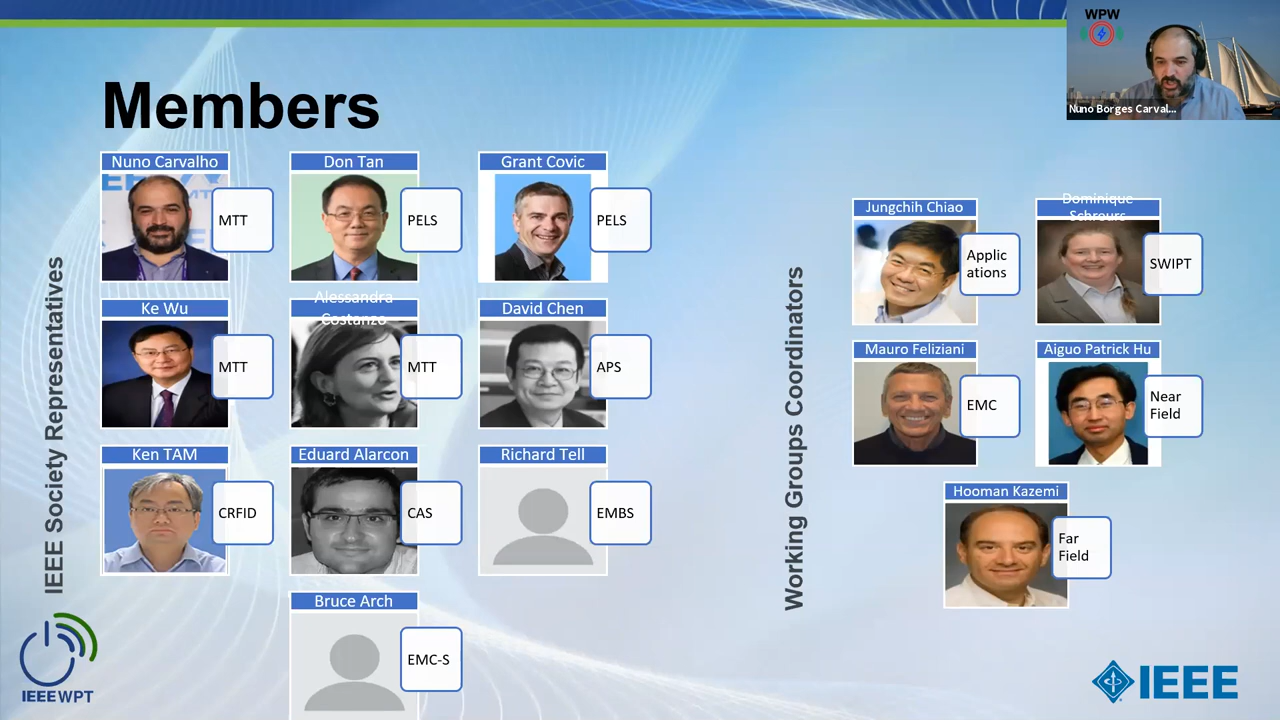 WPW
Nuno Borges Carval...
Members
IEEE Society Representatives
Nuno Carvalho
MTT
Don Tan
PELS
Grant Covic
PELS
Ke Wu
MTT
Alessandra
Costanzo
MTT
David Chen
APS
Ken TAM
CRFID
Eduard Alarcon
CAS
Richard Tell
EMBS
Bruce Arch
EMC-S
Working Groups Coordinators
Jungchih Chiao
Applic
ations
Dominique
Schreurs
SWIPT
Mauro Feliziani
EMC
Aiguo Patrick Hu
Near
Field
Hooman Kazemi
Far
Field
IEEE WPT
IEEE